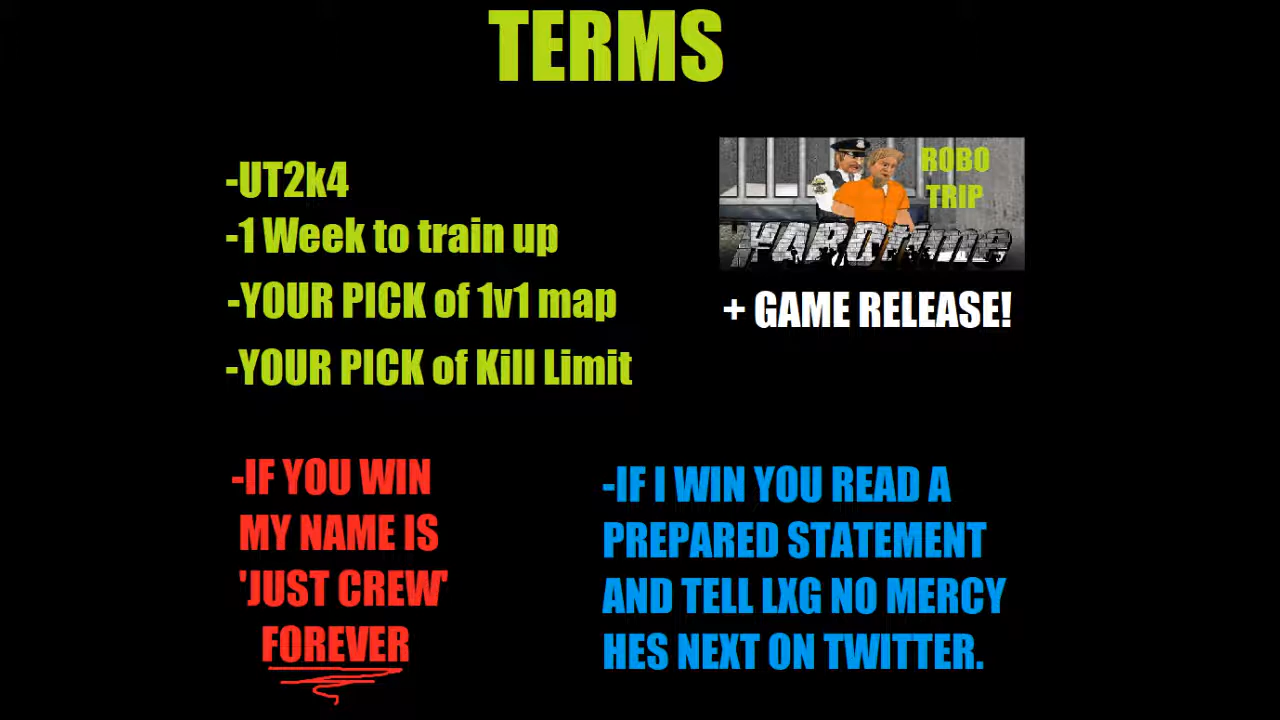 TERMS
-UT2k4
-1 Week to train up
-YOUR PICK of 1v1 map
-YOUR PICK of Kill Limit
ROBO
TRIP
YARDtime
+ GAME RELEASE!
-IF YOU WIN
MY NAME IS
'JUST CREW'
FOREVER
-IF I WIN YOU READ A
PREPARED STATEMENT
AND TELL LXG NO MERCY
HES NEXT ON TWITTER.